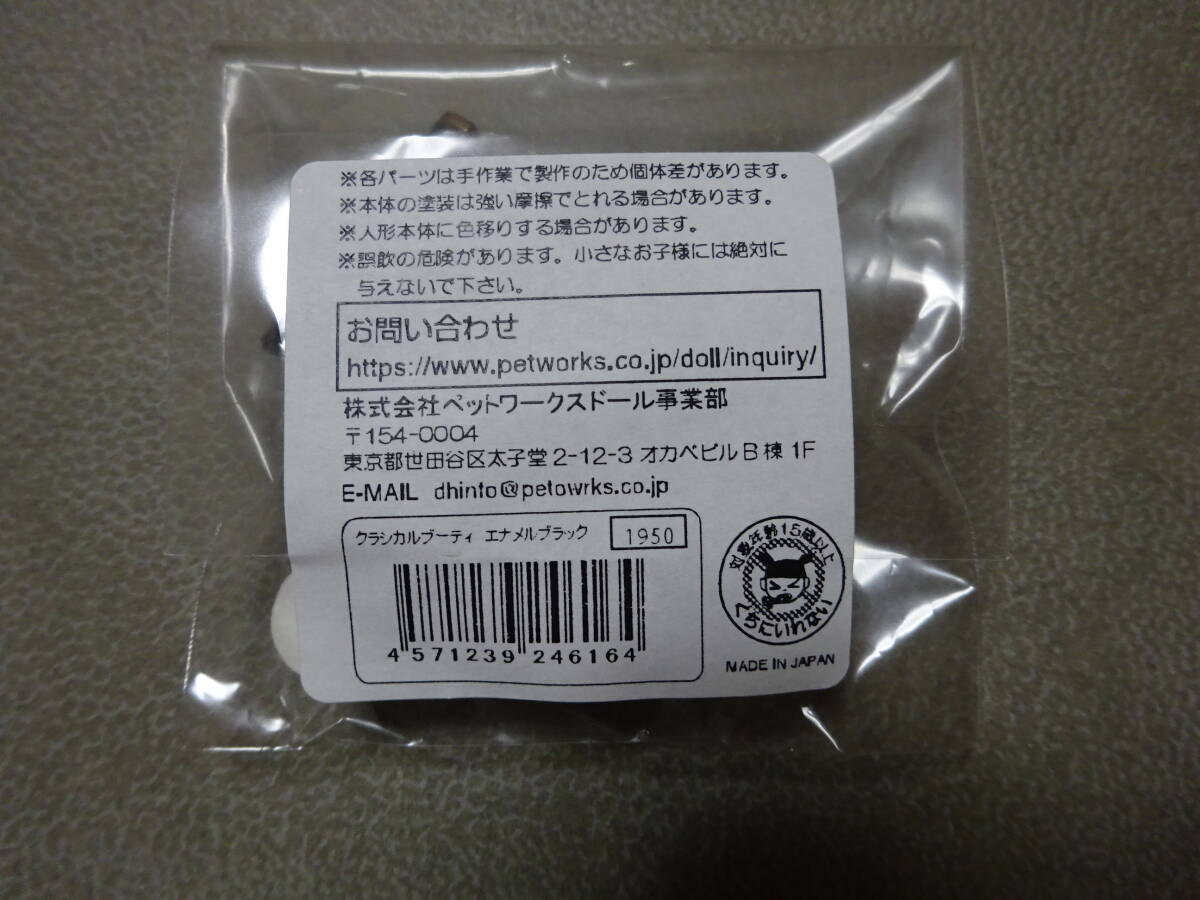 ※各パーツは手作業で製作のため個体差があります。
※本体の塗装は強い摩擦でとれる場合があります。
※人形本体に色移りする場合があります。
※誤飲の危険があります。小さなお子様には絶対に
与えないで下さい。
お問い合わせ
https://www.petworks.co.jp/doll/inquiry/
株式会社ペットワークスドール事業部
〒154-0004
東京都世田谷区太子堂2-12-3 オカベビルB棟1F
E-MAIL dhinfo@petowrks.co.jp
クラシカルブーティ エナメルブラック 1950
4 571239 246164
対象年齢15歳以上
くちにいれない
MADE IN JAPAN